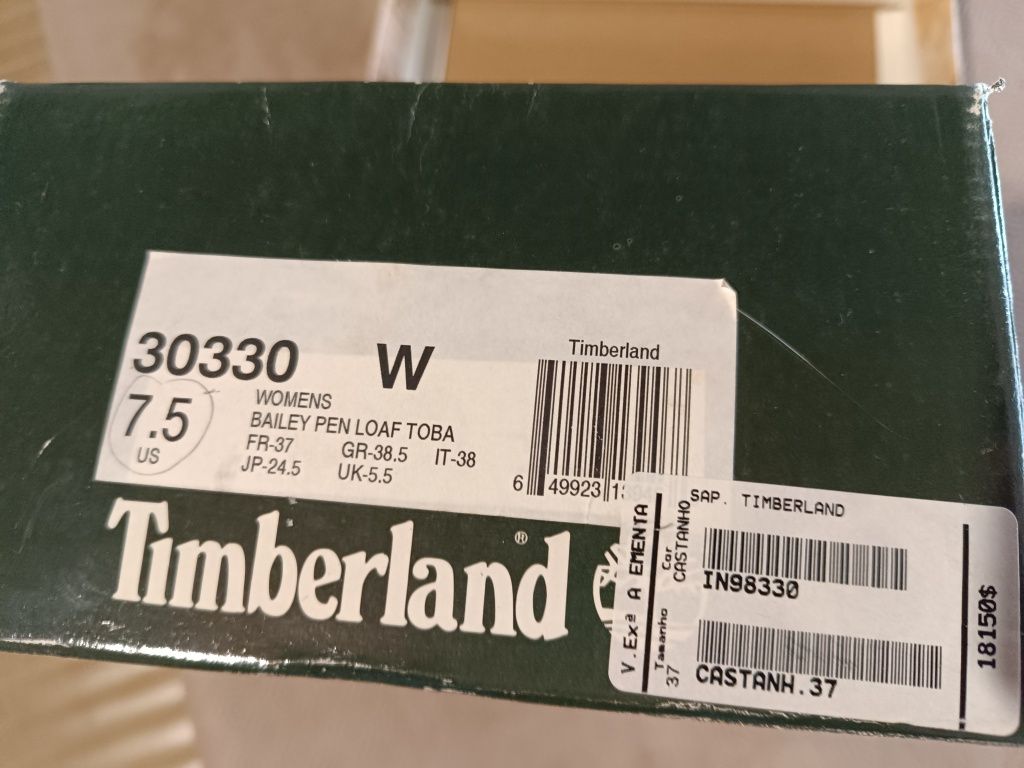 30330 W
7.5
US
WOMENS
BAILEY PEN LOAF TOBA
FR-37 GR-38.5 IT-38
JP-24.5 UK-5.5
Timberland
6 49923
Timberland®
V.Exª A EMENTA
Tamanho Cor
37 CASTANHO
SAP. TIMBERLAND
IN98330
CASTANH.37
18150$